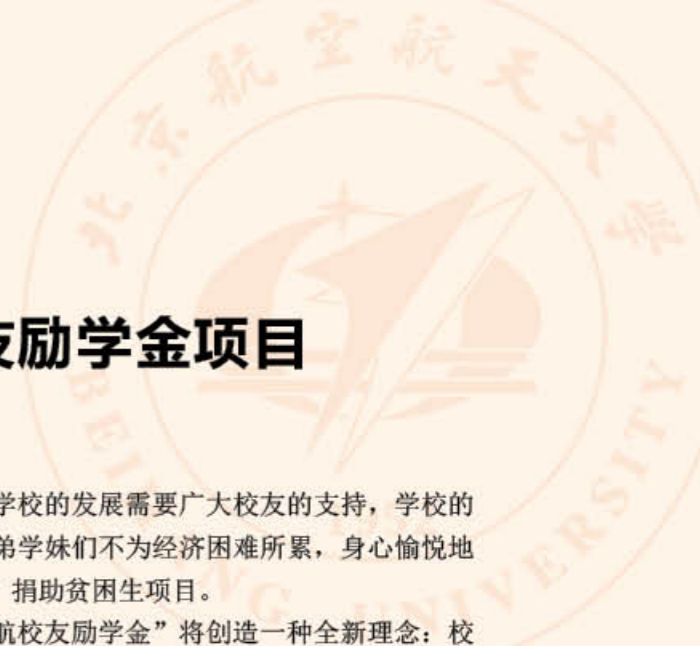 北京航空航天大学
友励学金项目
学校的发展需要广大校友的支持，学校的
弟学妹们不为经济困难所累，身心愉悦地
捐助贫困生项目。
航校友励学金”将创造一种全新理念：校
UNIVERSITY